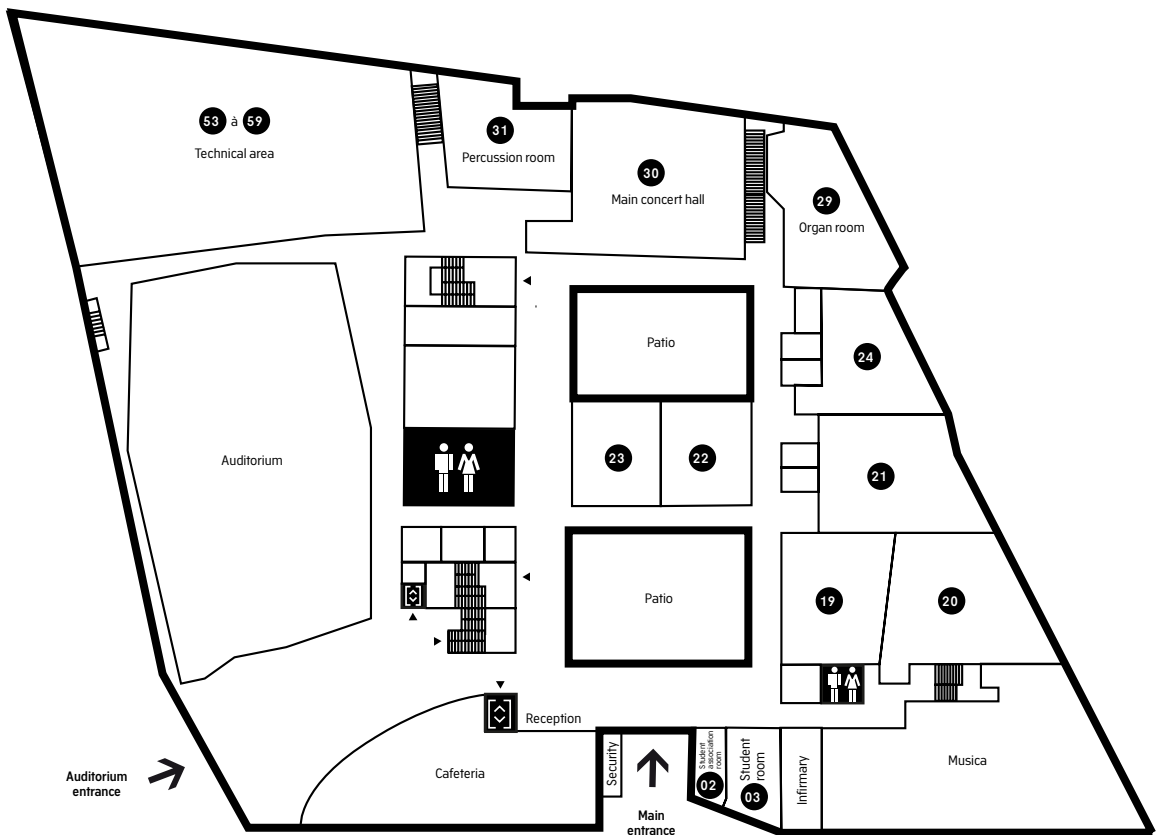 53 à 59
Technical area
31
Percussion room
30
Main concert hall
29
Organ room
Patio
24
Auditorium
23
22
21
Patio
19
20
Reception
Cafeteria
Security
Student
association
room
02
Student
room
03
Infirmary
Musica
Auditorium
entrance
Main
entrance